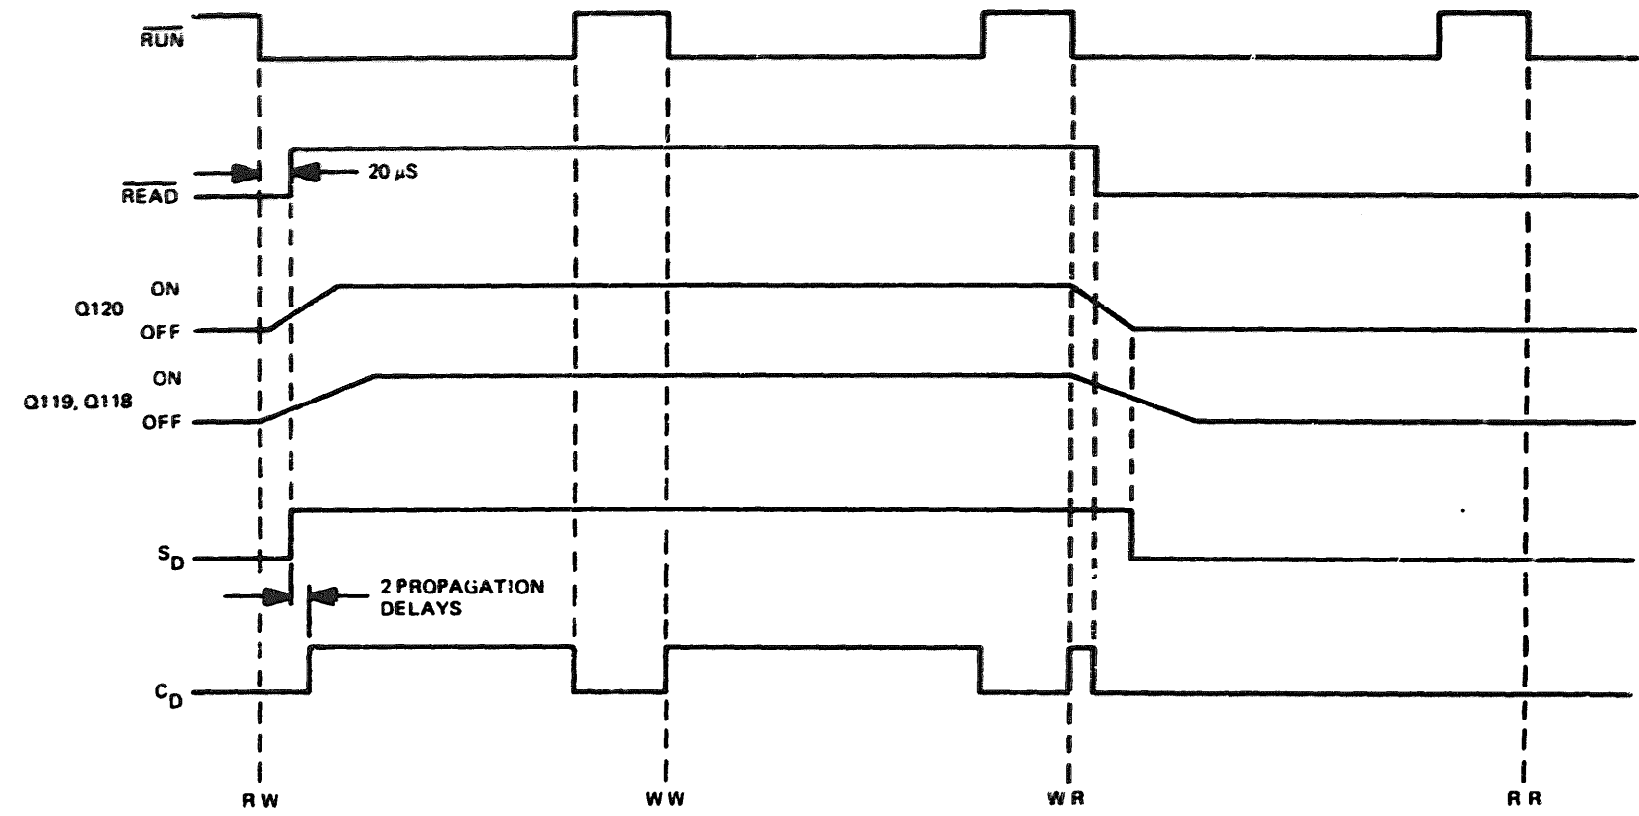 RUN
20 μS
READ
ON
Q120
OFF
ON
Q119, Q118
OFF
SD
2 PROPAGATION
DELAYS
CD
R W
W W
W R
R R